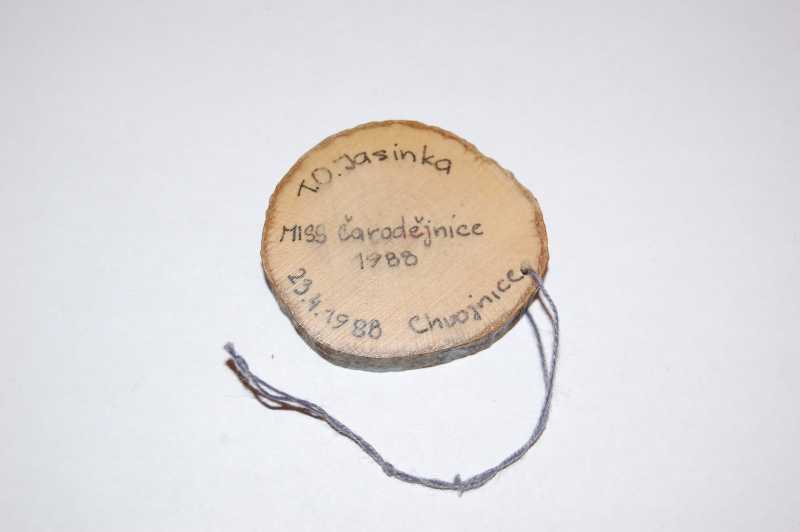 T.O. Jasinka
MISS čarodějnice
1988
23.4.1988 Chvojnice